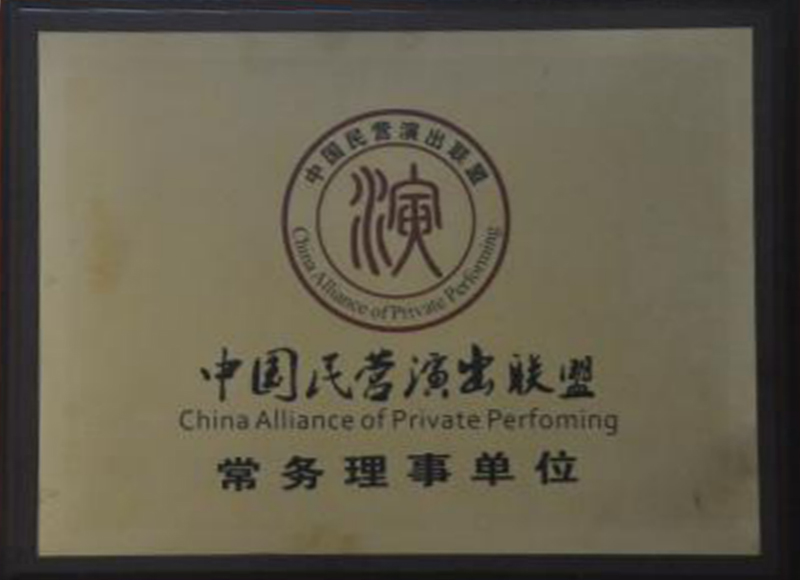 中国民营演出联盟
演
China Alliance of Private Performing
中国民营演出联盟
China Alliance of Private Perfoming
常务理事单位